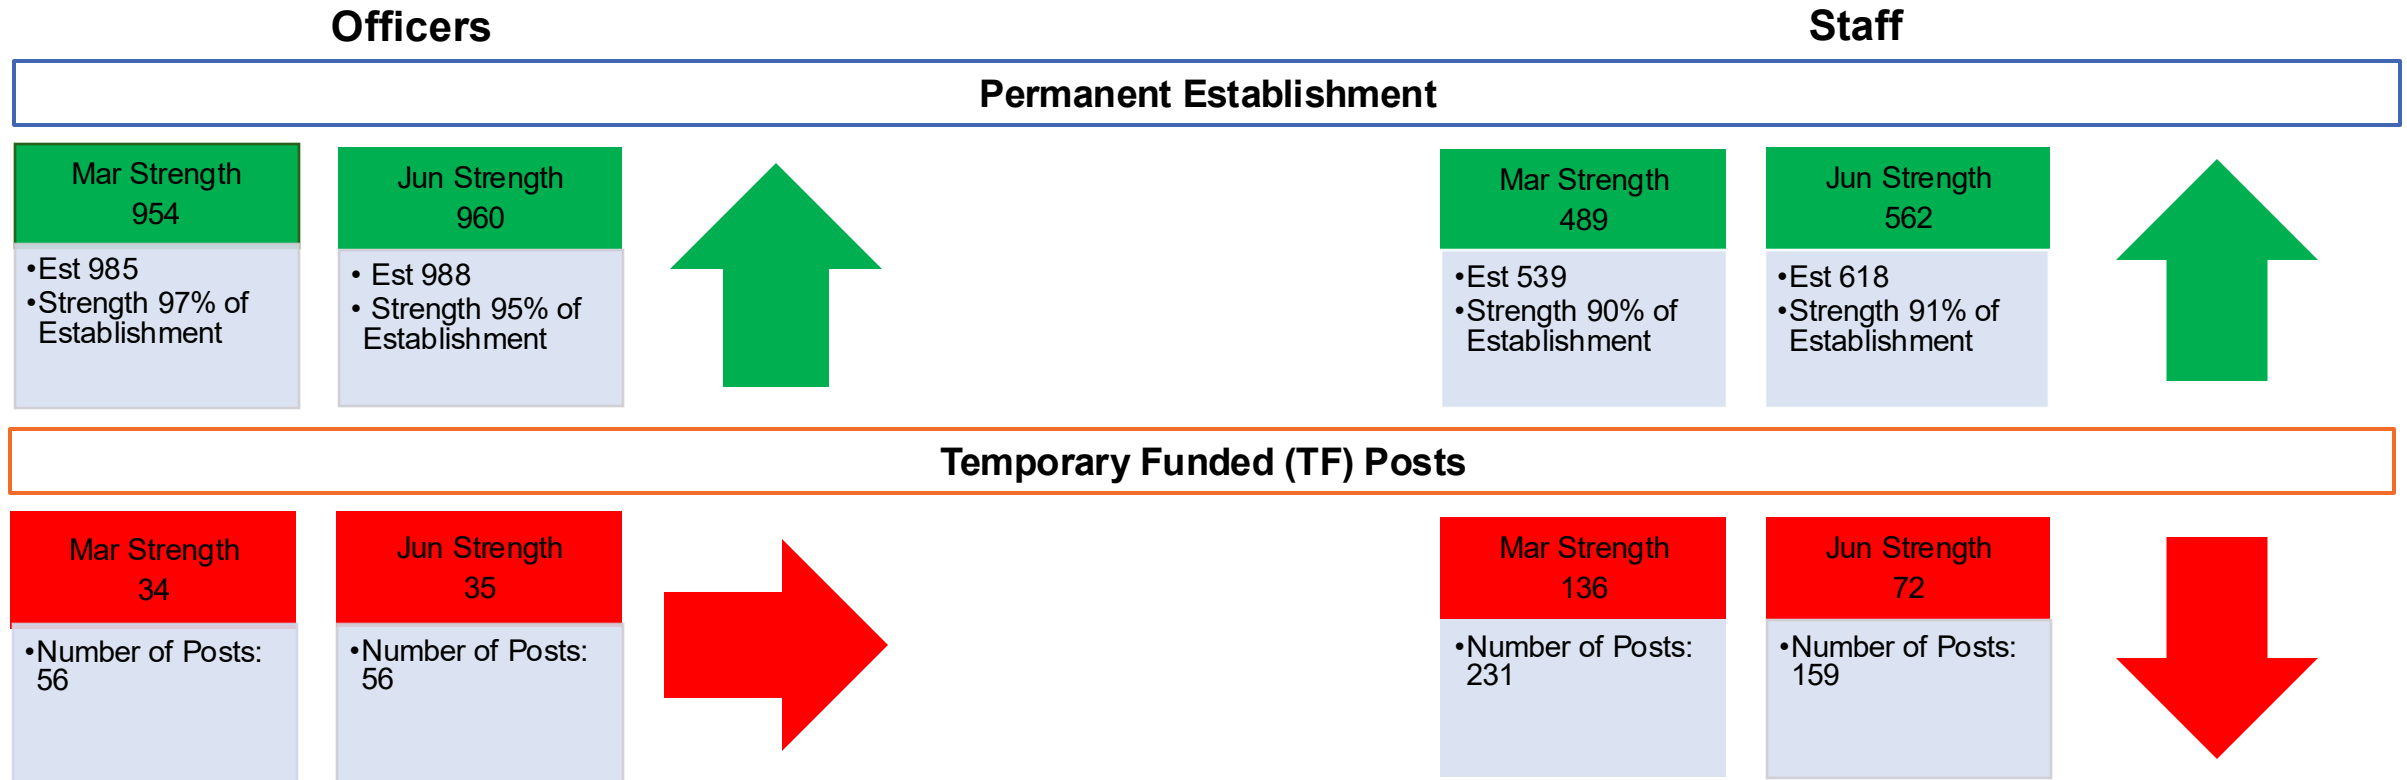 Officers
Staff
Permanent Establishment
Mar Strength
954
•Est 985
•Strength 97% of
Establishment
Jun Strength
960
• Est 988
• Strength 95% of
Establishment
Mar Strength
489
•Est 539
•Strength 90% of
Establishment
Jun Strength
562
•Est 618
•Strength 91% of
Establishment
Temporary Funded (TF) Posts
Mar Strength
34
•Number of Posts:
56
Jun Strength
35
•Number of Posts:
56
Mar Strength
136
•Number of Posts:
231
Jun Strength
72
•Number of Posts:
159